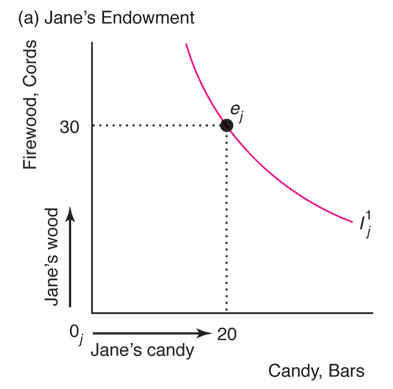 (a) Jane's Endowment
Firewood, Cords
e_j
30
I_j^1
Jane's wood
0_j
20
Jane's candy
Candy, Bars